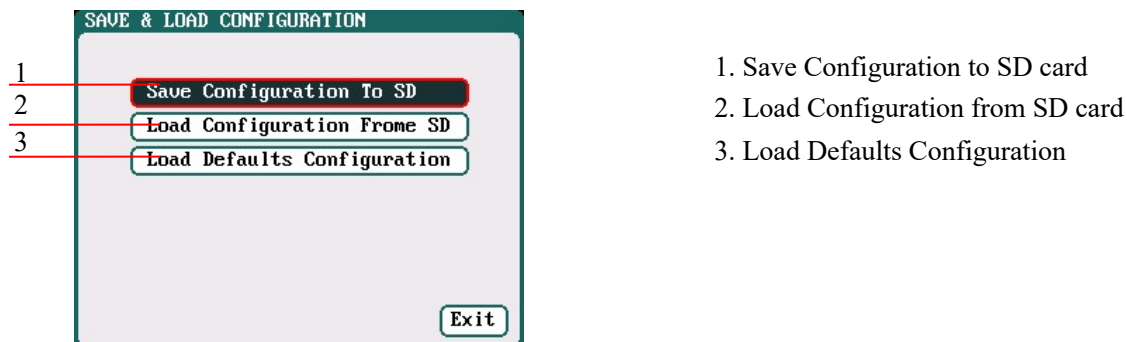 SAVE & LOAD CONFIGURATION
1
Save Configuration To SD
2
Load Configuration Frome SD
3
Load Defaults Configuration
Exit
1. Save Configuration to SD card
2. Load Configuration from SD card
3. Load Defaults Configuration